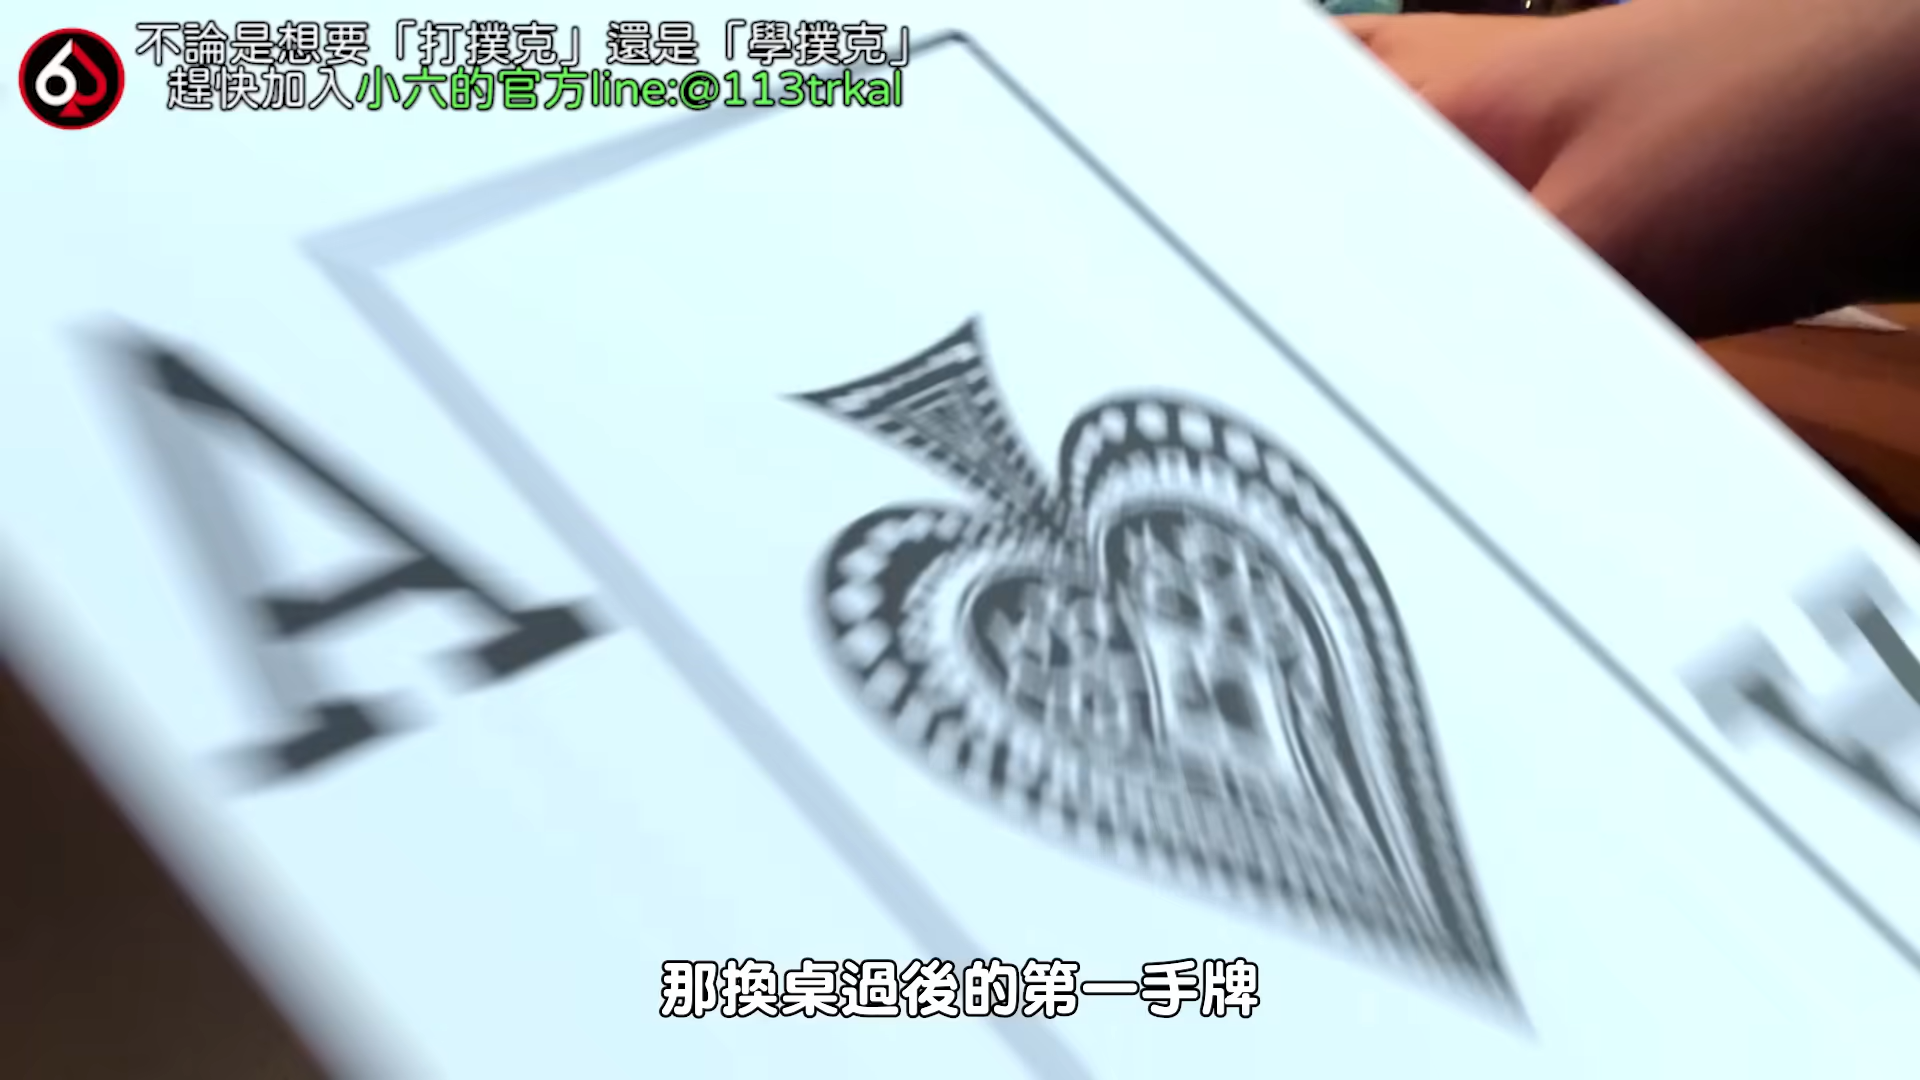 不論是想要「打撲克」還是「學撲克」
趕快加入小六的官方line:@113trkal
6
A
那換桌過後的第一手牌